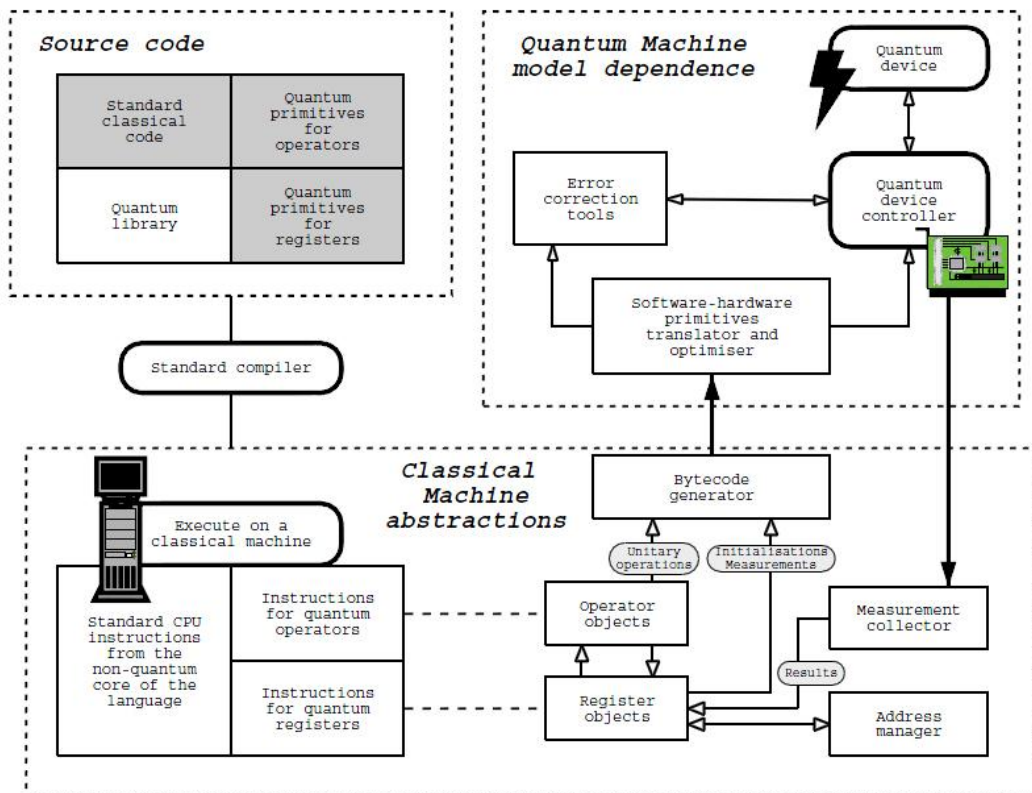 Source code
Standard
classical
code
Quantum
primitives
for
operators
Quantum
library
Quantum
primitives
for
registers
Standard compiler
Quantum Machine
model dependence
Quantum
device
Error
correction
tools
Quantum
device
controller
Software-hardware
primitives
translator and
optimiser
Classical
Machine
abstractions
Execute on a
classical machine
Standard CPU
instructions
from the
non-quantum
core of the
language
Instructions
for quantum
operators
Instructions
for quantum
registers
Bytecode
generator
Unitary
operations
Initialisations
Measurements
Operator
objects
Register
objects
Measurement
collector
Results
Address
manager